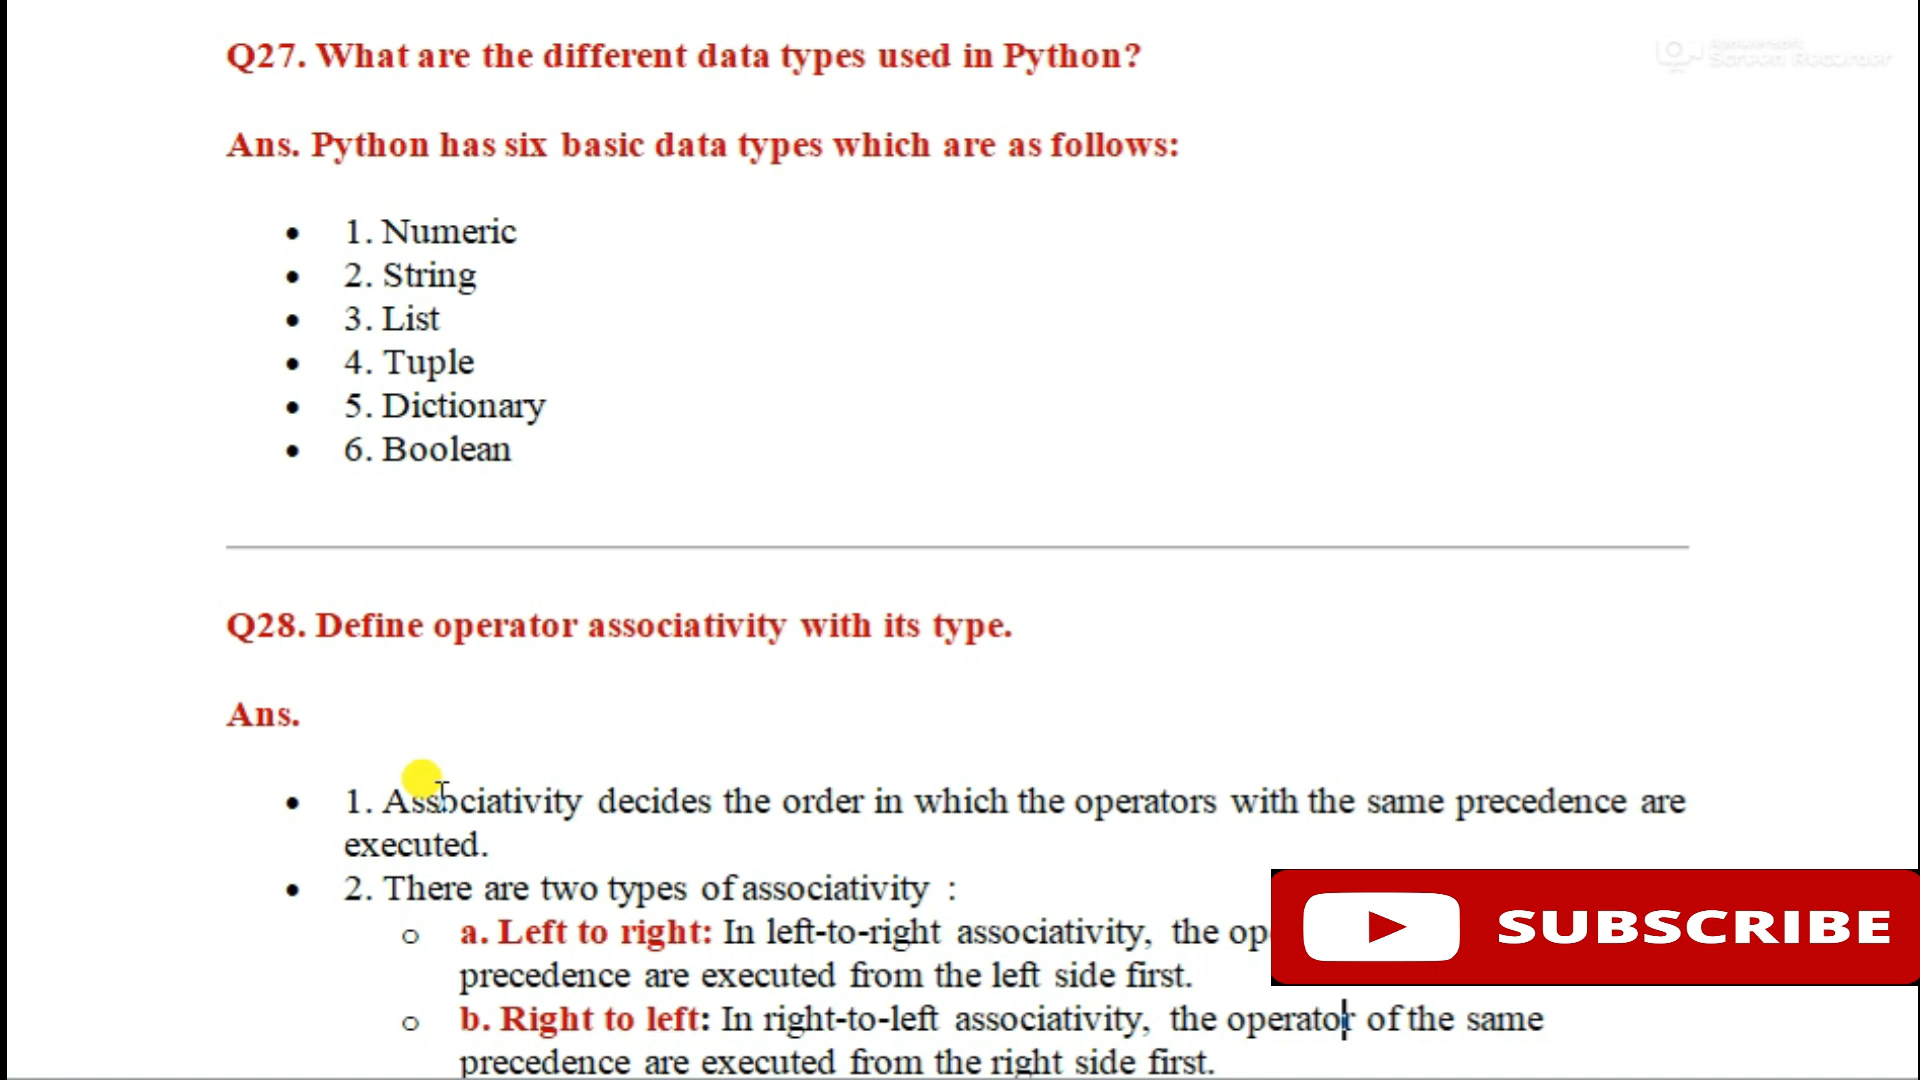 Q27. What are the different data types used in Python?
Screen Recorder
Ans. Python has six basic data types which are as follows:
• 1. Numeric
• 2. String
• 3. List
• 4. Tuple
• 5. Dictionary
• 6. Boolean
Q28. Define operator associativity with its type.
Ans.
• 1. Associativity decides the order in which the operators with the same precedence are
executed.
• 2. There are two types of associativity :
o a. Left to right: In left-to-right associativity, the op
SUBSCRIBE
precedence are executed from the left side first.
o b. Right to left: In right-to-left associativity, the operator of the same
precedence are executed from the right side first.